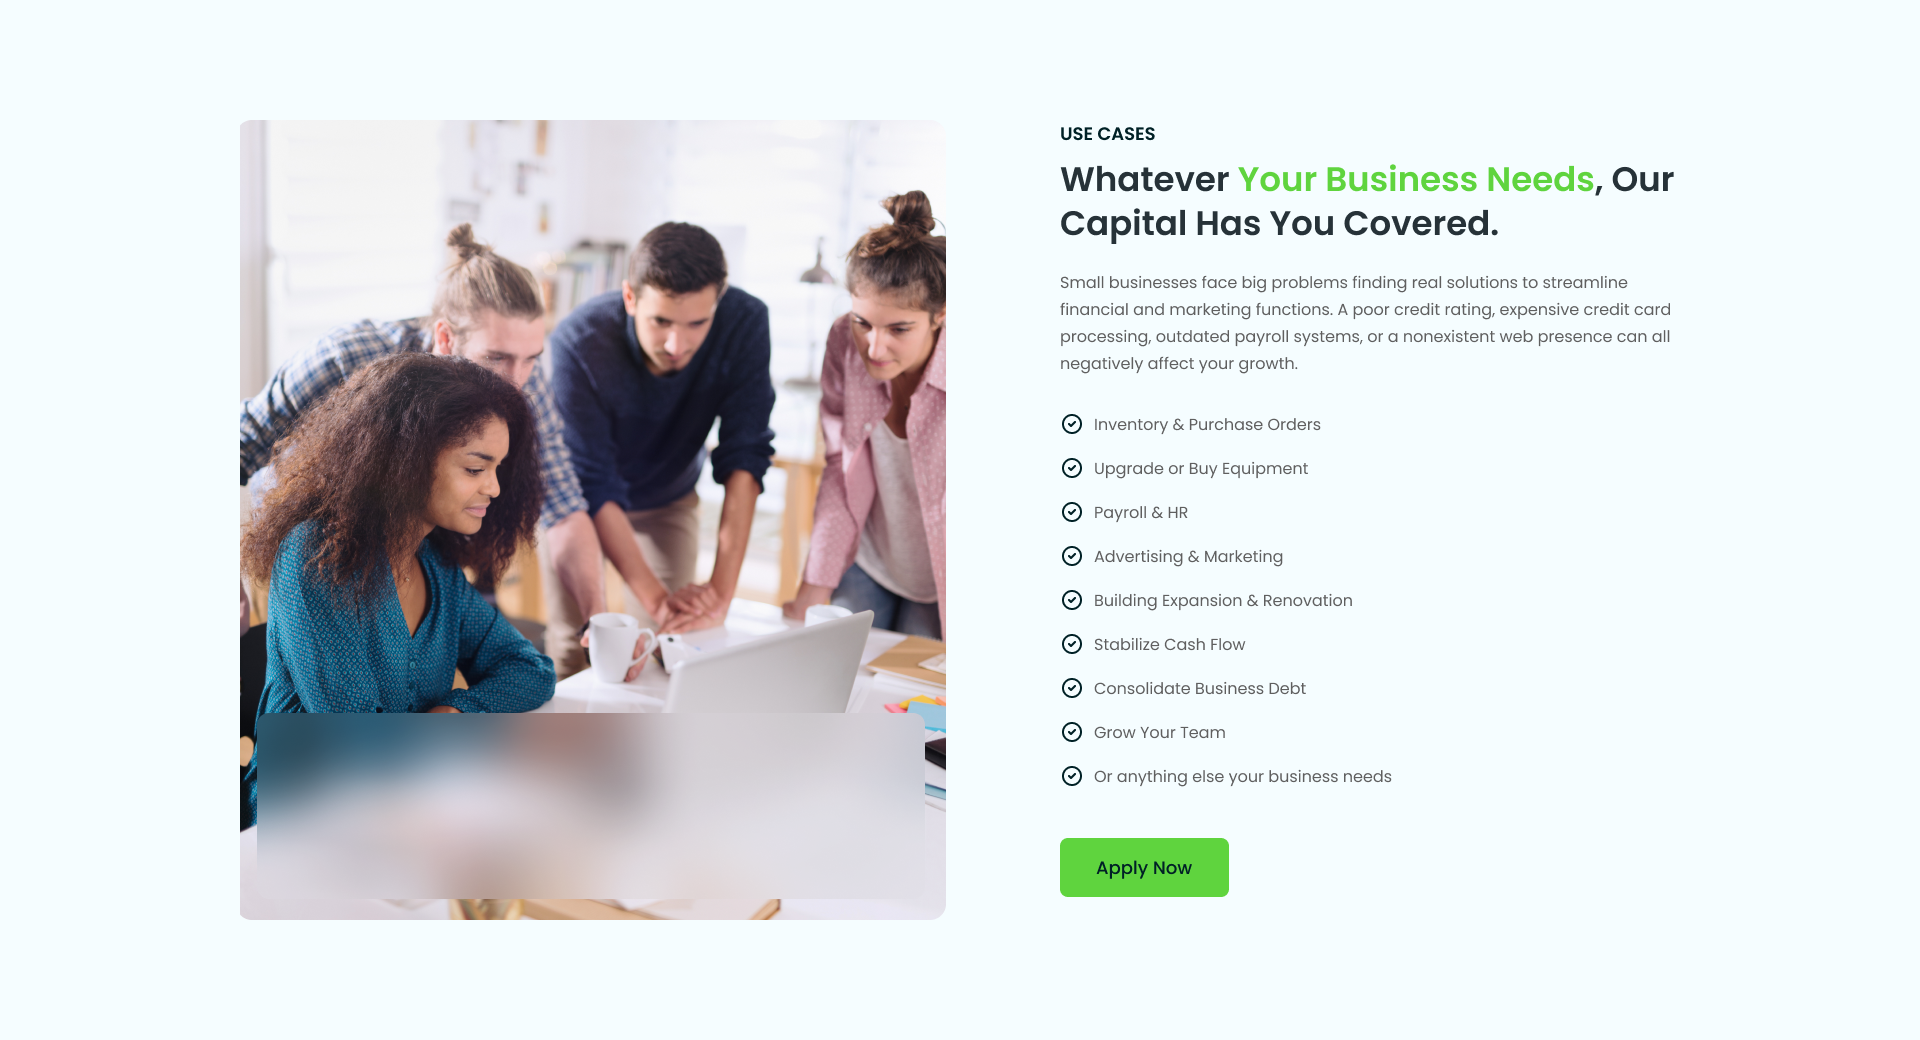 USE CASES
Whatever Your Business Needs, Our
Capital Has You Covered.
Small businesses face big problems finding real solutions to streamline
financial and marketing functions. A poor credit rating, expensive credit card
processing, outdated payroll systems, or a nonexistent web presence can all
negatively affect your growth.
Inventory & Purchase Orders
Upgrade or Buy Equipment
Payroll & HR
Advertising & Marketing
Building Expansion & Renovation
Stabilize Cash Flow
Consolidate Business Debt
Grow Your Team
Or anything else your business needs
Apply Now